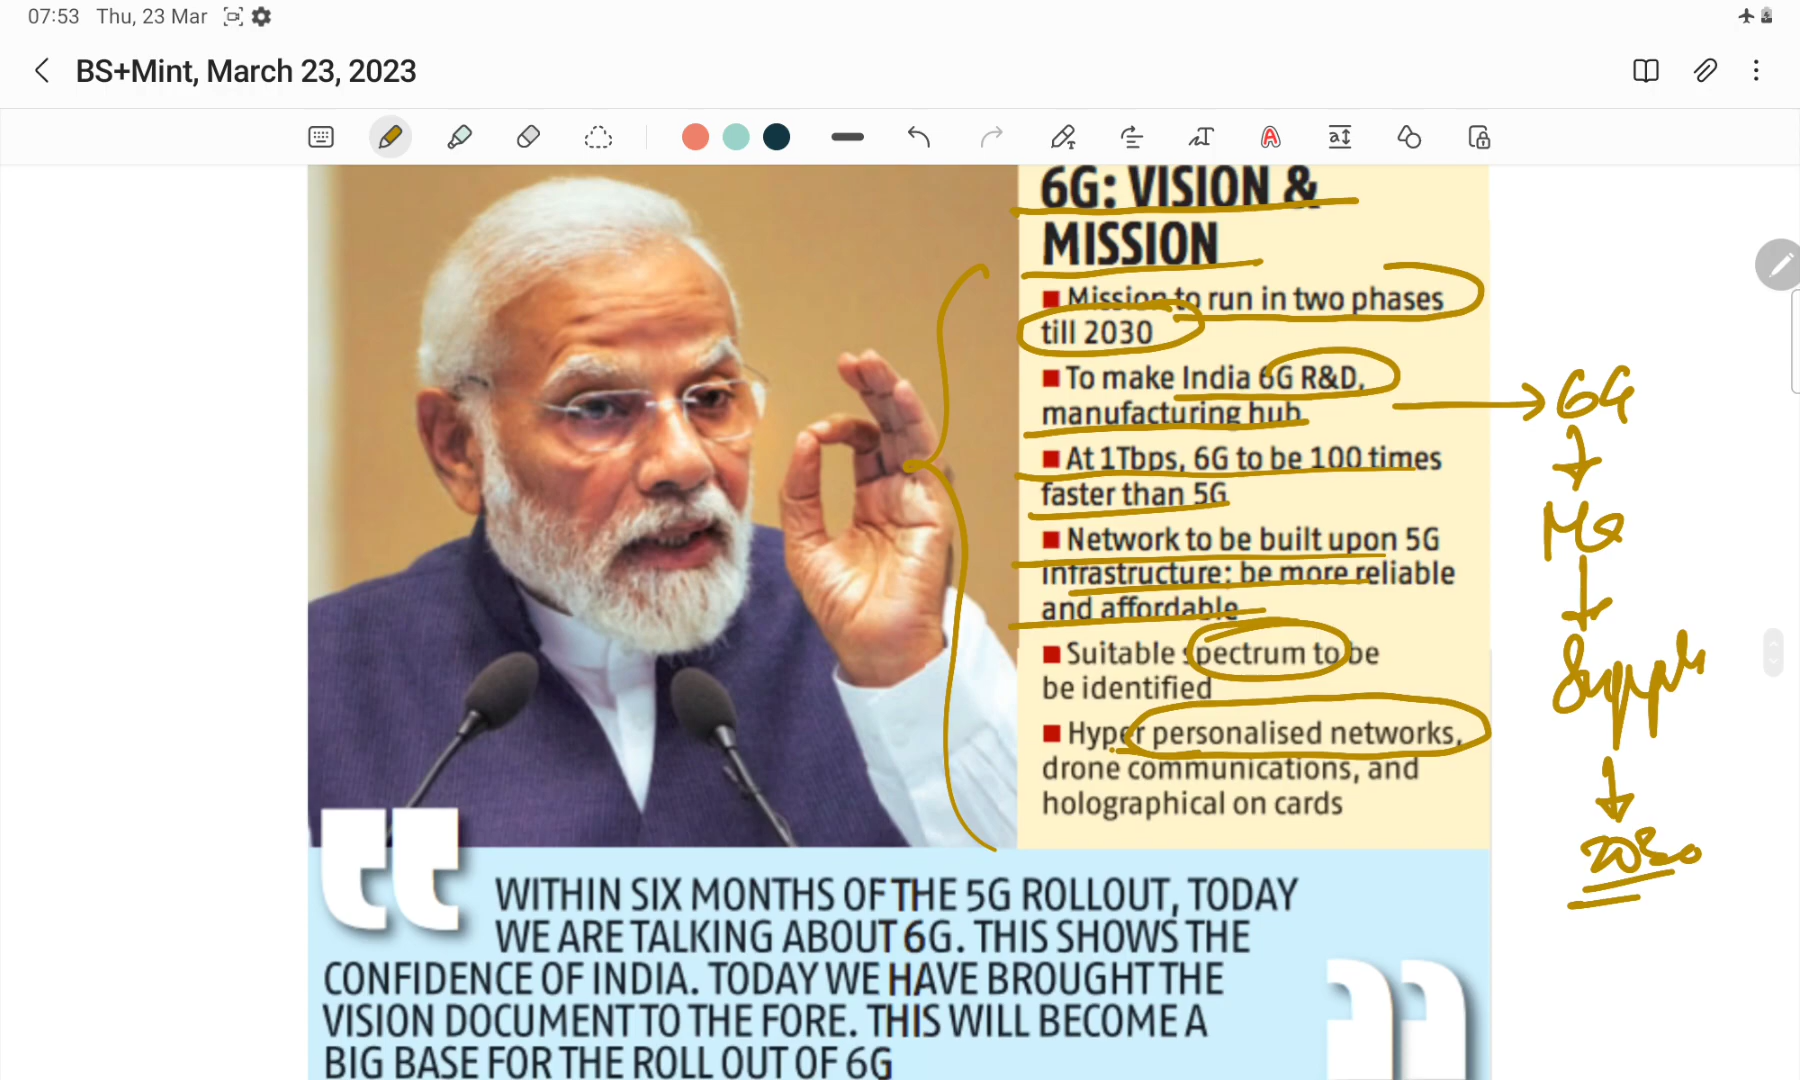 07:53 Thu, 23 Mar
BS+Mint, March 23, 2023
6G: VISION &
MISSION
Mission to run in two phases
till 2030
To make India 6G R&D,
manufacturing hub
At 1Tbps, 6G to be 100 times
faster than 5G
Network to be built upon 5G
infrastructure; be more reliable
and affordable
Suitable spectrum to be
be identified
Hyper personalised networks,
drone communications, and
holographical on cards
6G
2030
WITHIN SIX MONTHS OF THE 5G ROLLOUT, TODAY
WE ARE TALKING ABOUT 6G. THIS SHOWS THE
CONFIDENCE OF INDIA. TODAY WE HAVE BROUGHT THE
VISION DOCUMENT TO THE FORE. THIS WILL BECOME A
BIG BASE FOR THE ROLL OUT OF 6G